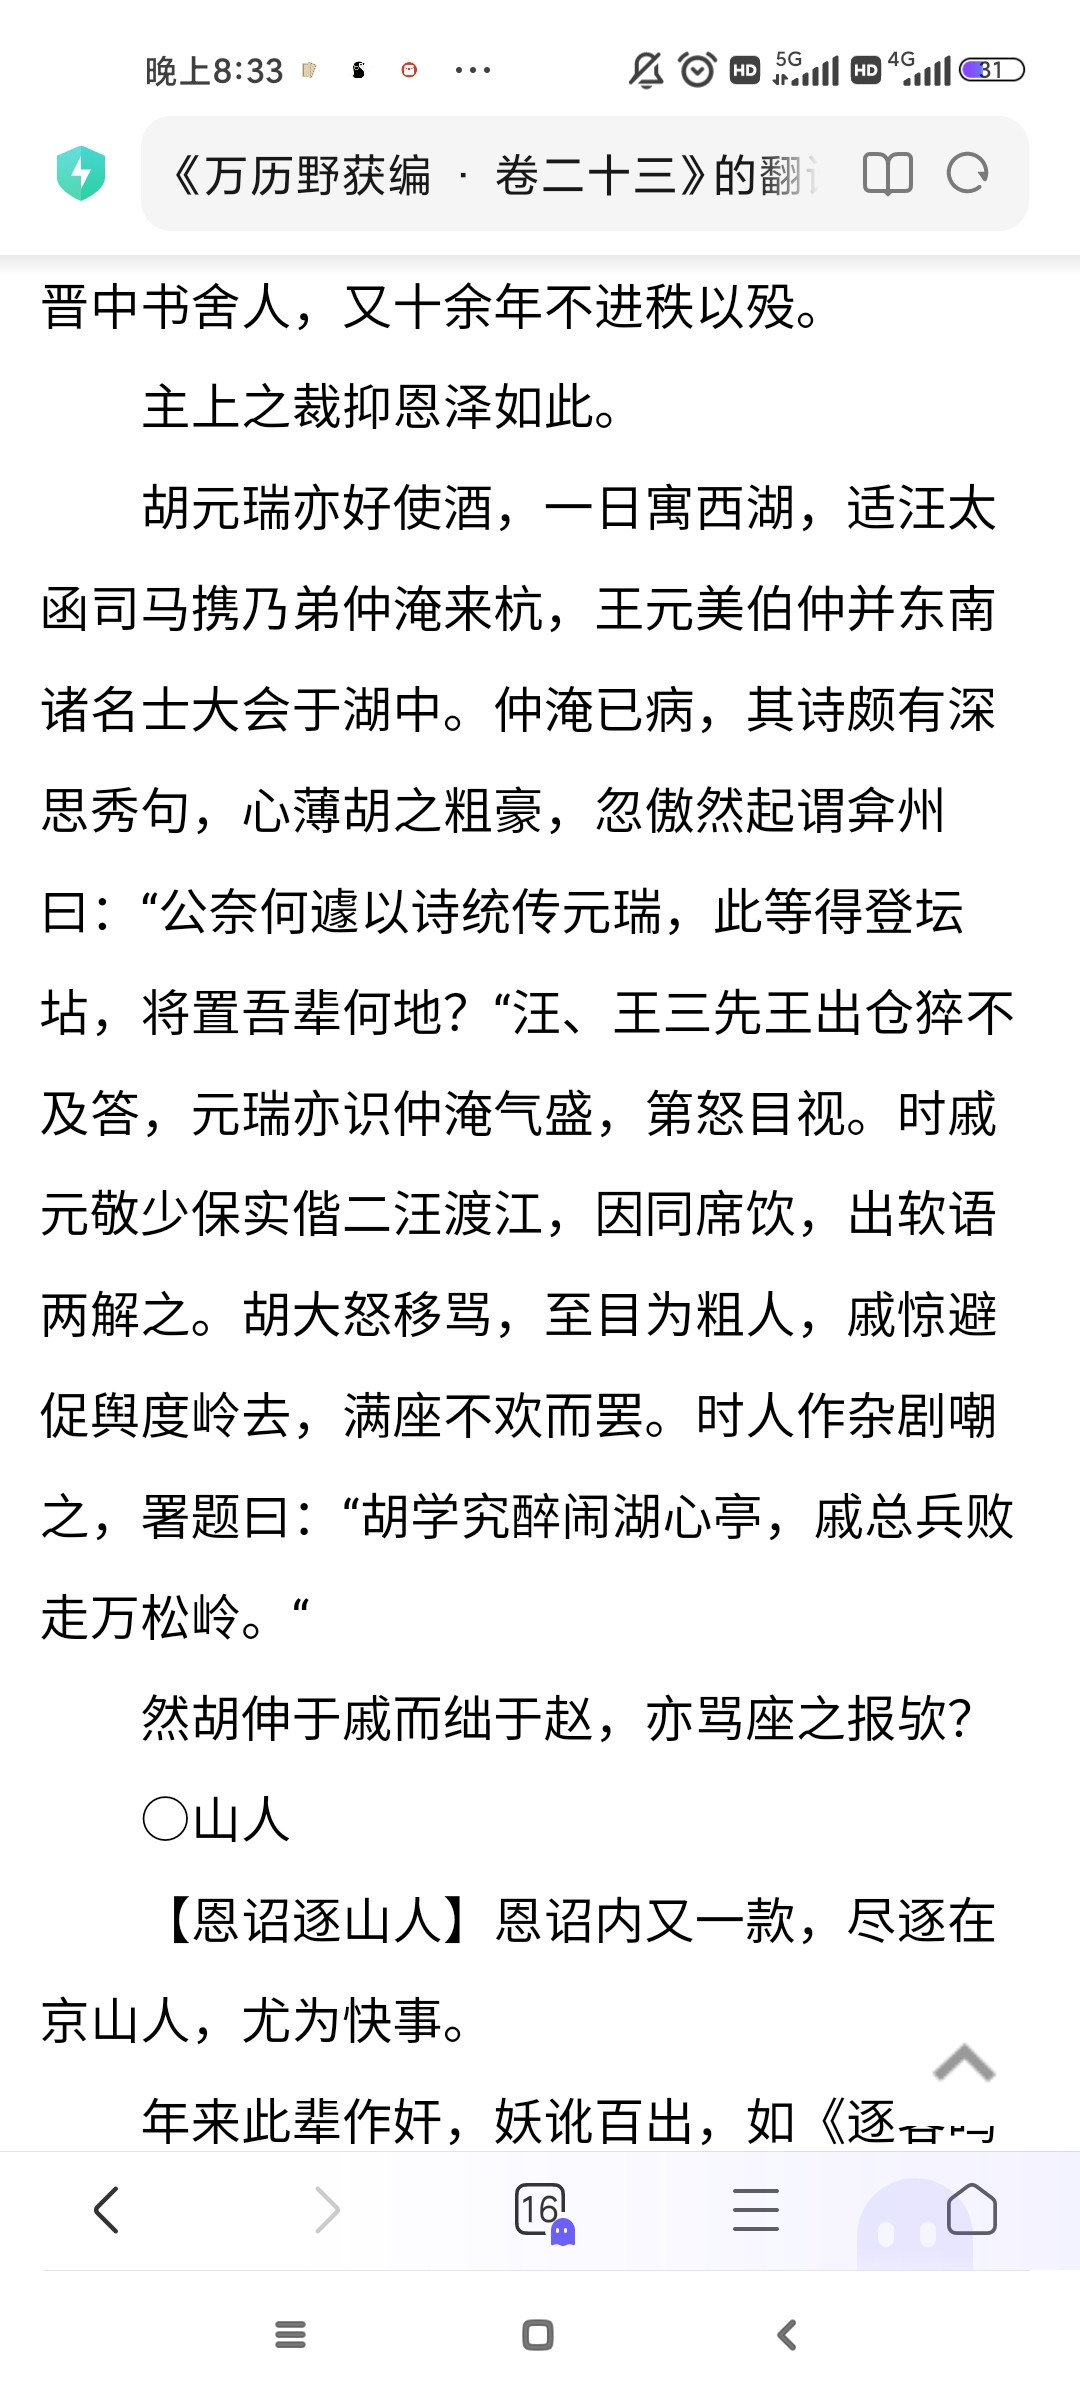 晚上8:33 HD 5G HD 4G 31
《万历野获编 · 卷二十三》的翻
晋中书舍人，又十余年不进秩以殁。
主上之裁抑恩泽如此。
胡元瑞亦好使酒，一日寓西湖，适汪太
函司马携乃弟仲淹来杭，王元美伯仲并东南
诸名士大会于湖中。仲淹已病，其诗颇有深
思秀句，心薄胡之粗豪，忽傲然起谓弇州
曰：“公奈何遽以诗统传元瑞，此等得登坛
坫，将置吾辈何地？“汪、王三先王出仓猝不
及答，元瑞亦识仲淹气盛，第怒目视。时戚
元敬少保实偕二汪渡江，因同席饮，出软语
两解之。胡大怒移骂，至目为粗人，戚惊避
促舆度岭去，满座不欢而罢。时人作杂剧嘲
之，署题曰：“胡学究醉闹湖心亭，戚总兵败
走万松岭。“
然胡伸于戚而绌于赵，亦骂座之报欤？
○山人
【恩诏逐山人】恩诏内又一款，尽逐在
京山人，尤为快事。
年来此辈作奸，妖讹百出，如《逐
16